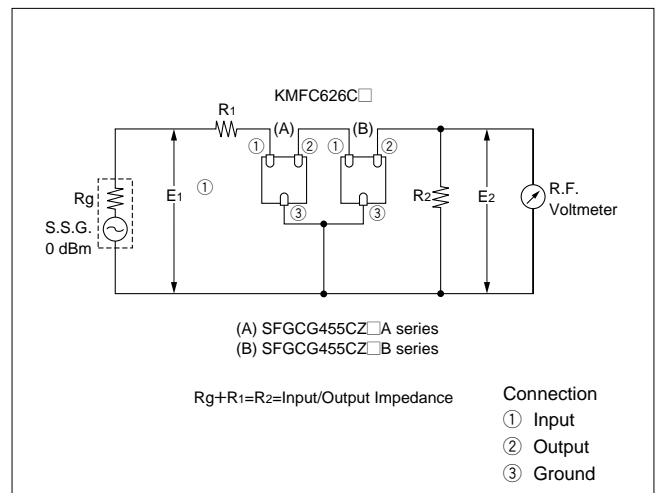 KMFC626C□
R1
(A)
(B)
①
②
①
②
Rg
S.S.G.
0 dBm
E1
①
③
③
R2
E2
R.F.
Voltmeter
(A) SFGCG455CZ□A series
(B) SFGCG455CZ□B series
Rg+R1=R2=Input/Output Impedance
Connection
① Input
② Output
③ Ground